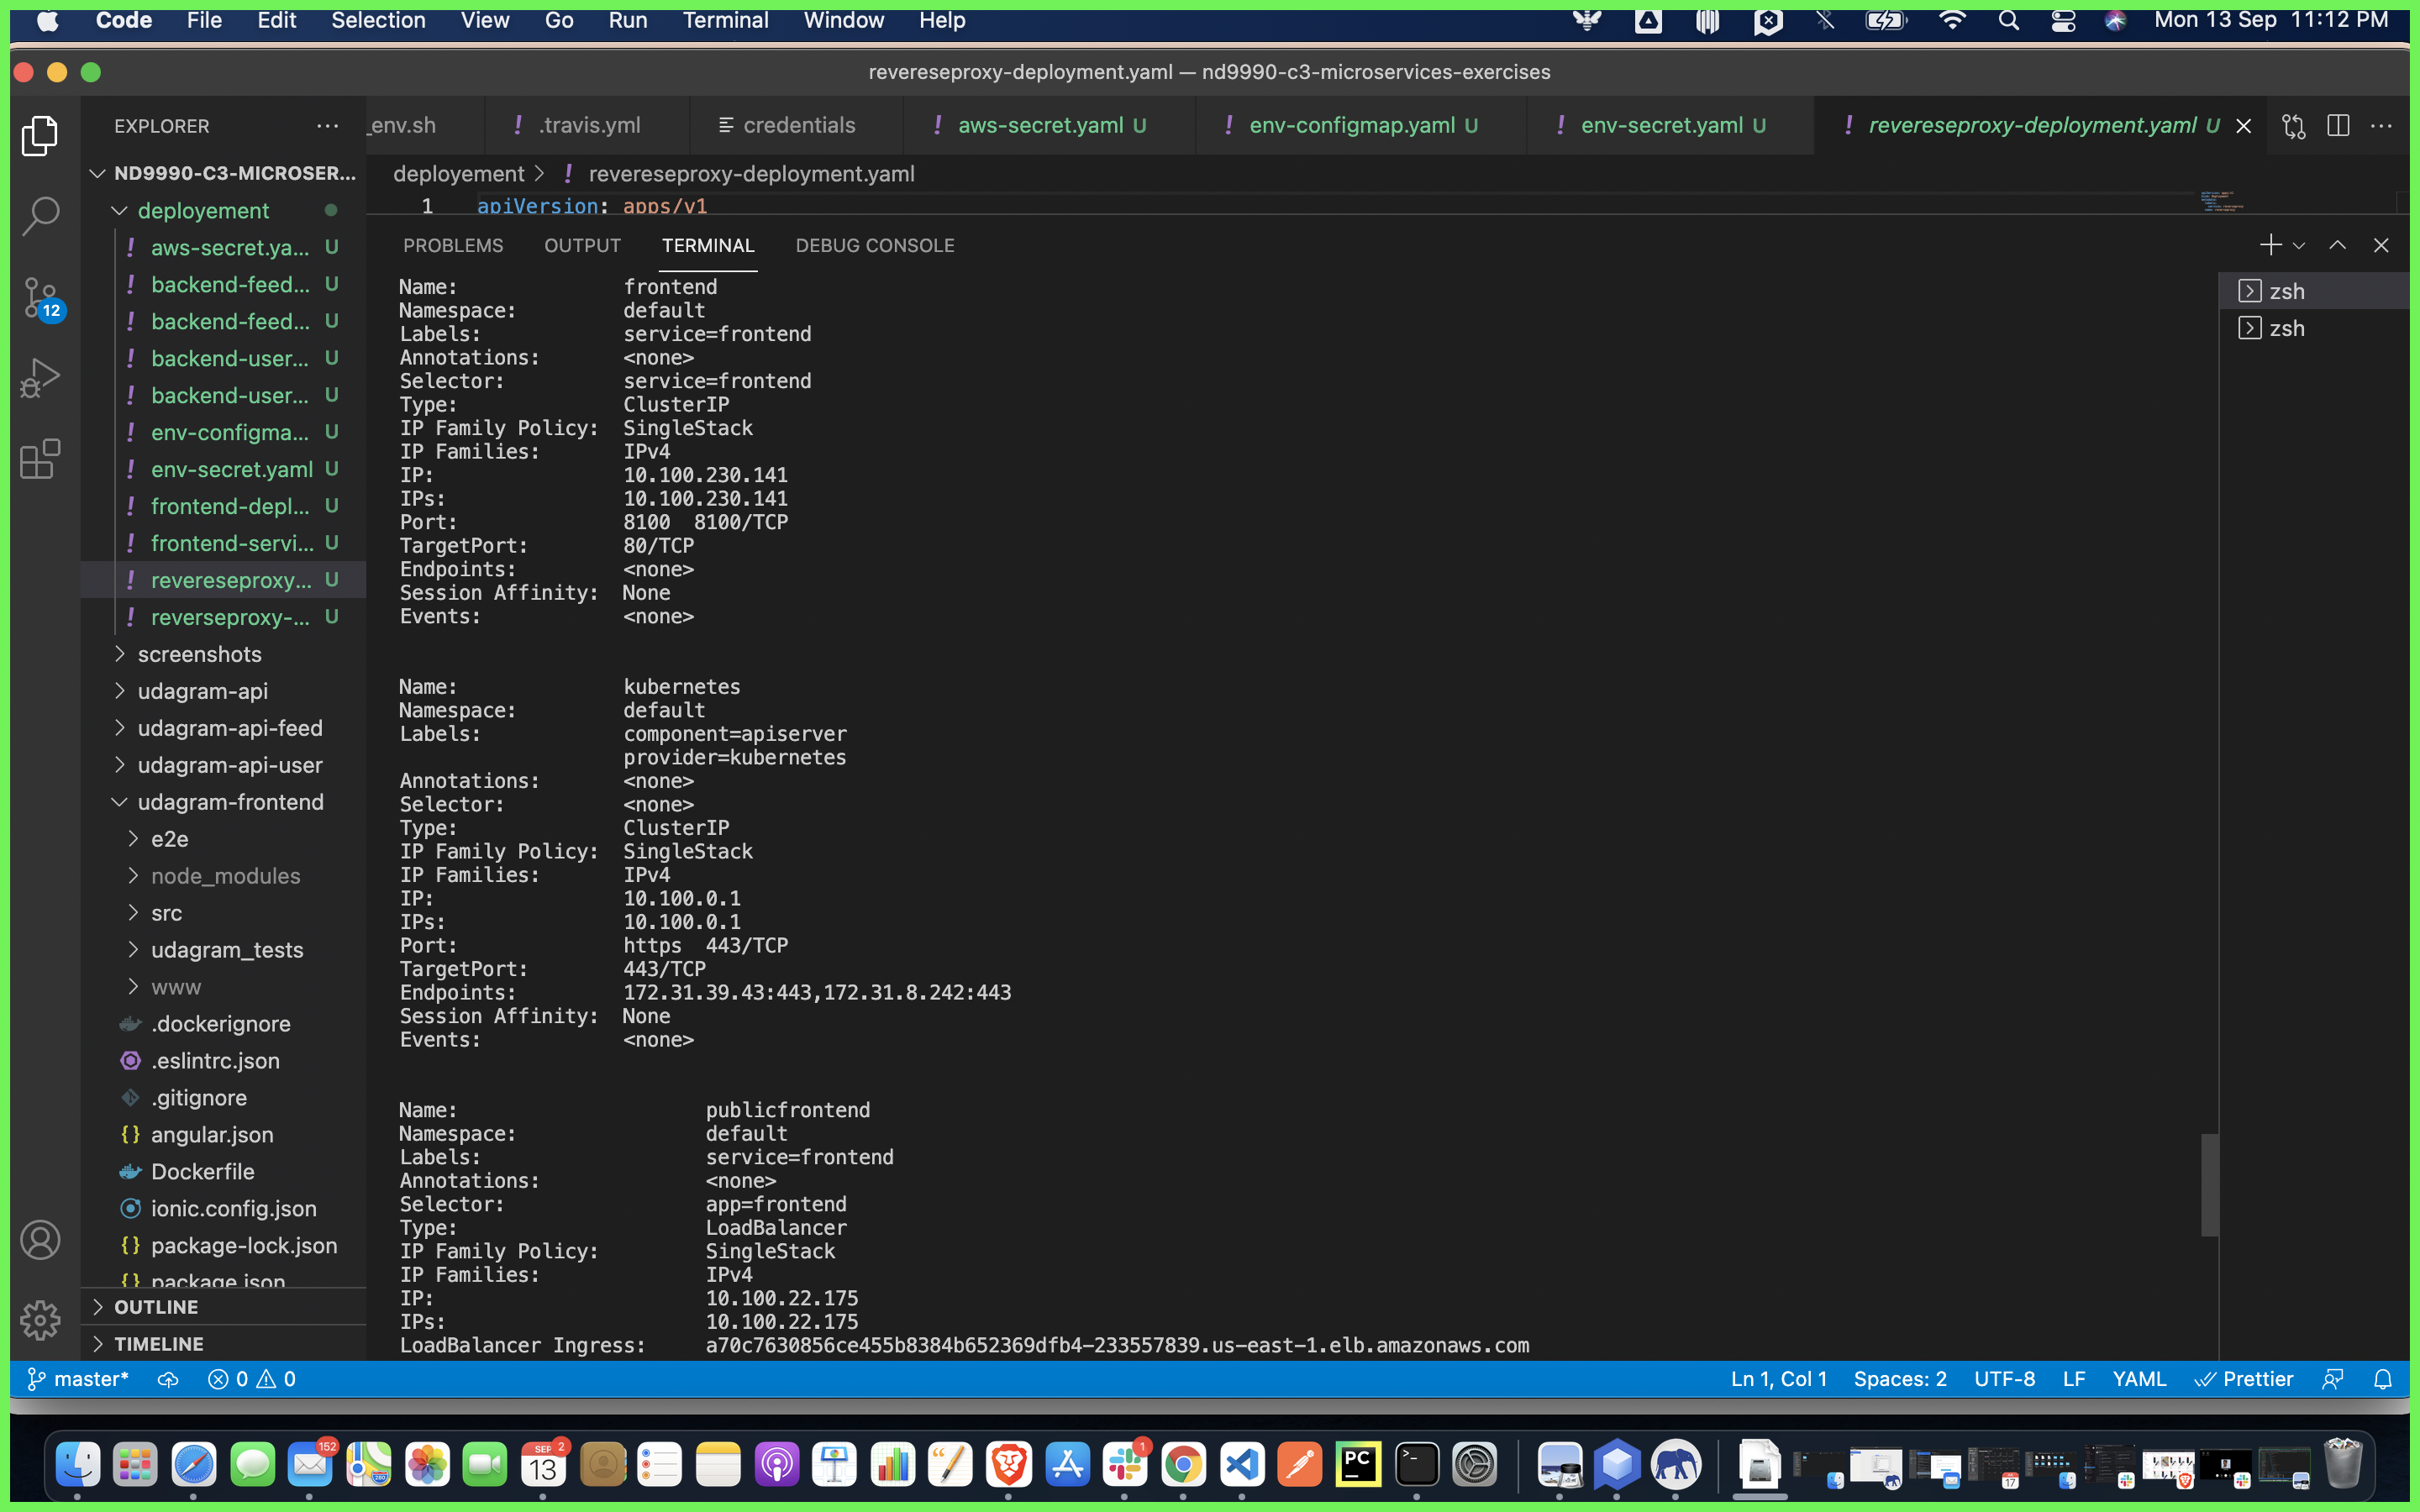 Code File Edit Selection View Go Run Terminal Window Help Mon 13 Sep 11:12 PM
revereseproxy-deployment.yaml — nd9990-c3-microservices-exercises
EXPLORER
_env.sh
.travis.yml
credentials
aws-secret.yaml U
env-configmap.yaml U
env-secret.yaml U
revereseproxy-deployment.yaml U
ND9990-C3-MICROSER...
deployement
aws-secret.ya... U
backend-feed... U
backend-feed... U
backend-user... U
backend-user... U
env-configma... U
env-secret.yaml U
frontend-depl... U
frontend-servi... U
revereseproxy... U
reverseproxy-... U
screenshots
udagram-api
udagram-api-feed
udagram-api-user
udagram-frontend
e2e
node_modules
src
udagram_tests
www
.dockerignore
.eslintrc.json
.gitignore
angular.json
Dockerfile
ionic.config.json
package-lock.json
package.json
OUTLINE
TIMELINE
12
deployement > ! revereseproxy-deployment.yaml
1 apiVersion: apps/v1
PROBLEMS OUTPUT TERMINAL DEBUG CONSOLE
zsh
zsh
Name: frontend
Namespace: default
Labels: service=frontend
Annotations: <none>
Selector: service=frontend
Type: ClusterIP
IP Family Policy: SingleStack
IP Families: IPv4
IP: 10.100.230.141
IPs: 10.100.230.141
Port: 8100 8100/TCP
TargetPort: 80/TCP
Endpoints: <none>
Session Affinity: None
Events: <none>
Name: kubernetes
Namespace: default
Labels: component=apiserver
provider=kubernetes
Annotations: <none>
Selector: <none>
Type: ClusterIP
IP Family Policy: SingleStack
IP Families: IPv4
IP: 10.100.0.1
IPs: 10.100.0.1
Port: https 443/TCP
TargetPort: 443/TCP
Endpoints: 172.31.39.43:443,172.31.8.242:443
Session Affinity: None
Events: <none>
Name: publicfrontend
Namespace: default
Labels: service=frontend
Annotations: <none>
Selector: app=frontend
Type: LoadBalancer
IP Family Policy: SingleStack
IP Families: IPv4
IP: 10.100.22.175
IPs: 10.100.22.175
LoadBalancer Ingress: a70c7630856ce455b8384b652369dfb4-233557839.us-east-1.elb.amazonaws.com
master* 0 0 Ln 1, Col 1 Spaces: 2 UTF-8 LF YAML Prettier
152
SEP 2
13
1
PC
17